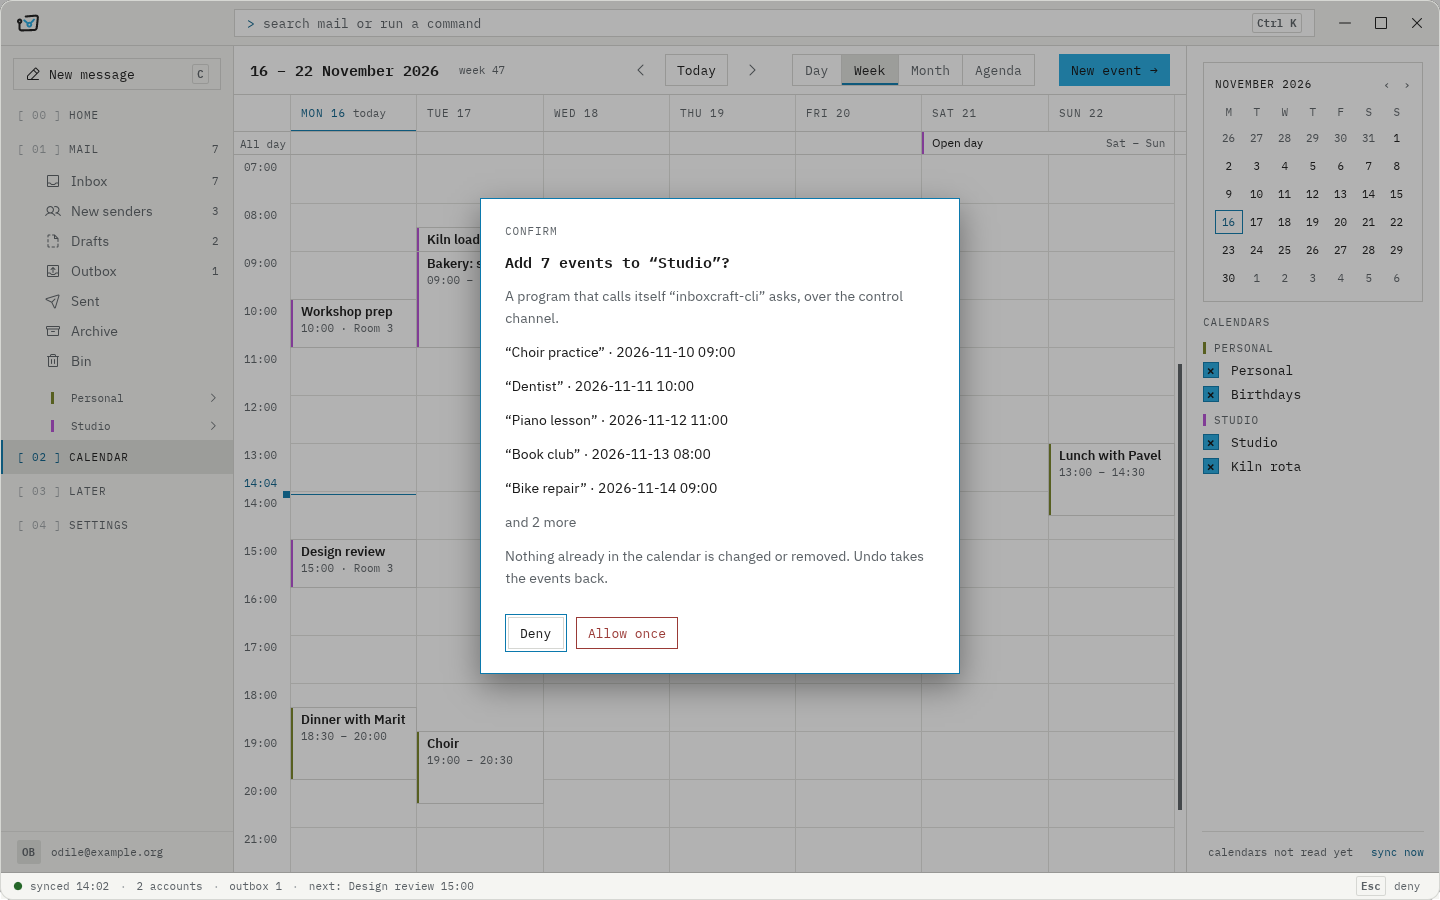 > search mail or run a command
Ctrl K
New message
C
[ 00 ] HOME
[ 01 ] MAIL 7
Inbox 7
New senders 3
Drafts 2
Outbox 1
Sent
Archive
Bin
Personal
Studio
[ 02 ] CALENDAR
[ 03 ] LATER
[ 04 ] SETTINGS
OB odile@example.org
16 – 22 November 2026 week 47
Today
Day Week Month Agenda
New event →
MON 16 today TUE 17 WED 18 THU 19 FRI 20 SAT 21 SUN 22
All day
Open day Sat – Sun
07:00
08:00
09:00
10:00
11:00
12:00
13:00
14:04
14:00
15:00
16:00
17:00
18:00
19:00
20:00
21:00
Workshop prep
10:00 · Room 3
Design review
15:00 · Room 3
Dinner with Marit
18:30 – 20:00
Kiln load
Bakery: s
09:00 –
Choir
19:00 – 20:30
Lunch with Pavel
13:00 – 14:30
CONFIRM
Add 7 events to “Studio”?
A program that calls itself “inboxcraft-cli” asks, over the control
channel.
“Choir practice” · 2026-11-10 09:00
“Dentist” · 2026-11-11 10:00
“Piano lesson” · 2026-11-12 11:00
“Book club” · 2026-11-13 08:00
“Bike repair” · 2026-11-14 09:00
and 2 more
Nothing already in the calendar is changed or removed. Undo takes
the events back.
Deny Allow once
NOVEMBER 2026 ‹ ›
M T W T F S S
26 27 28 29 30 31 1
2 3 4 5 6 7 8
9 10 11 12 13 14 15
16 17 18 19 20 21 22
23 24 25 26 27 28 29
30 1 2 3 4 5 6
CALENDARS
PERSONAL
Personal
Birthdays
STUDIO
Studio
Kiln rota
calendars not read yet sync now
synced 14:02 · 2 accounts · outbox 1 · next: Design review 15:00
Esc deny